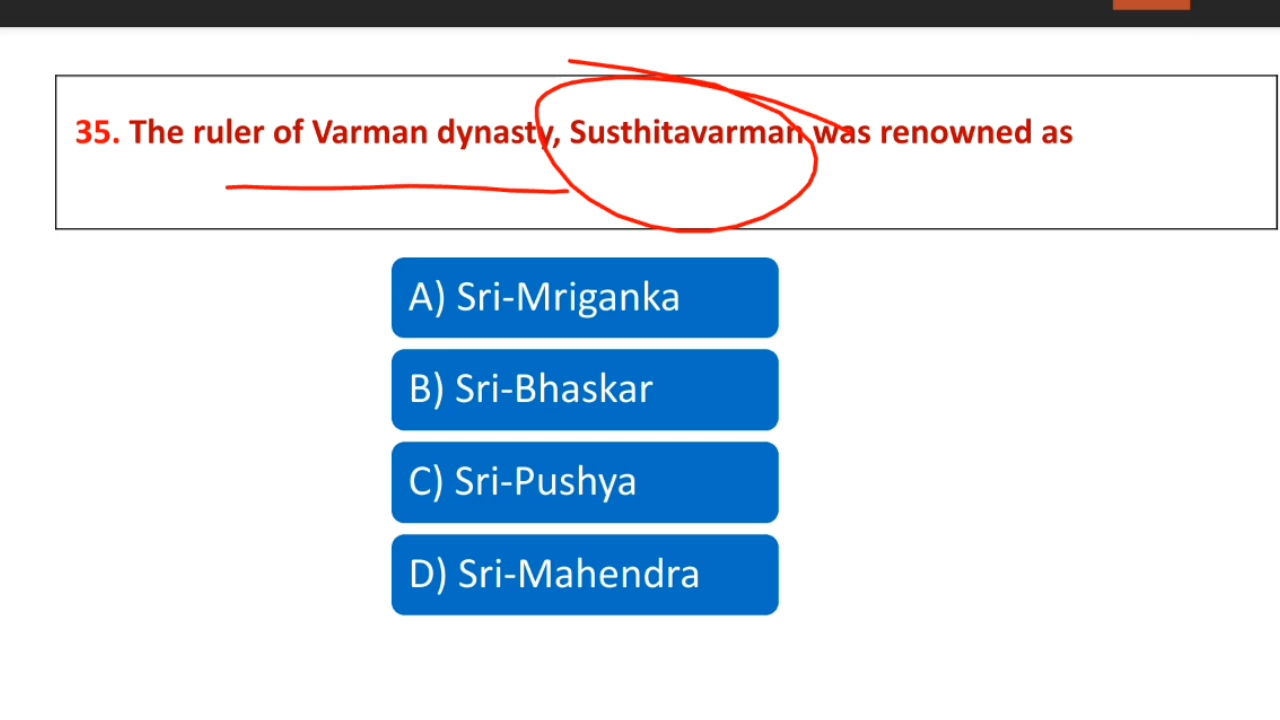 35. The ruler of Varman dynasty, Susthitavarman was renowned as
A) Sri-Mriganka
B) Sri-Bhaskar
C) Sri-Pushya
D) Sri-Mahendra